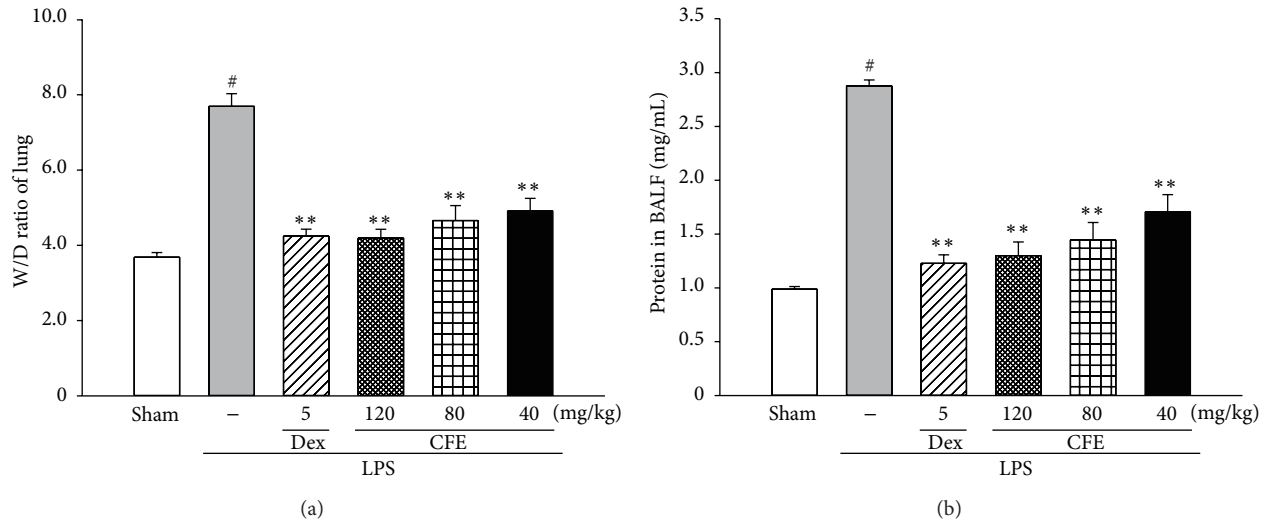 10.0
8.0
6.0
4.0
2.0
0
W/D ratio of lung
#
**
**
**
**
Sham
–
5
120
80
40
(mg/kg)
Dex
CFE
LPS
(a)
3.5
3.0
2.5
2.0
1.5
1.0
0.5
0
Protein in BALF (mg/mL)
#
**
**
**
**
Sham
–
5
120
80
40
(mg/kg)
Dex
CFE
LPS
(b)